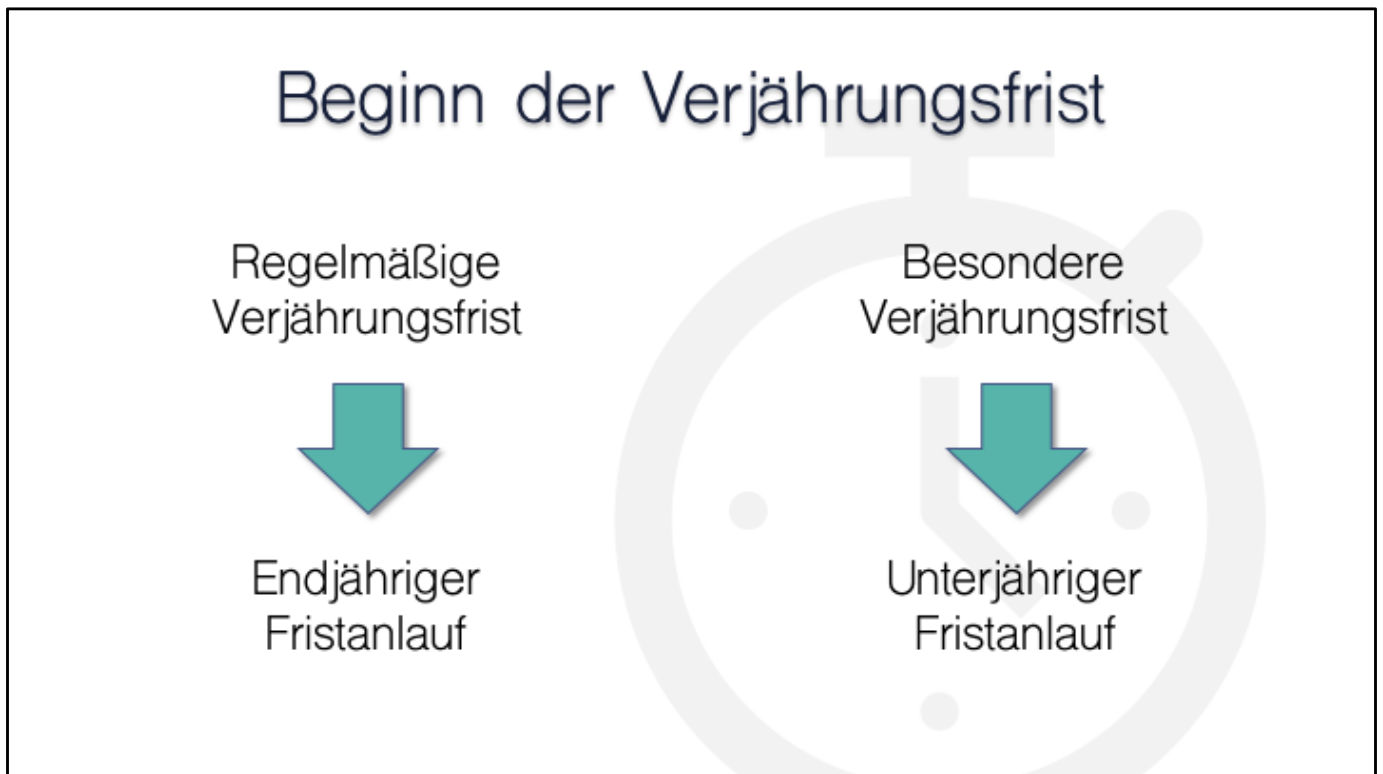 Beginn der Verjährungsfrist
Regelmäßige
Verjährungsfrist
Besondere
Verjährungsfrist
Endjähriger
Fristanlauf
Unterjähriger
Fristanlauf